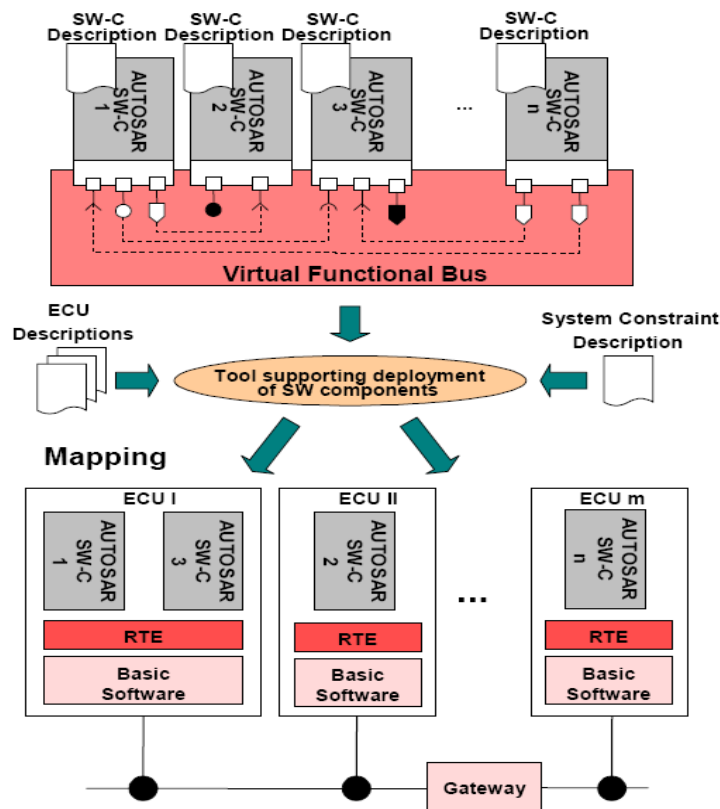 SW-C
Description
SW-C
Description
SW-C
Description
SW-C
Description
AUTOSAR
SW-C
1
AUTOSAR
SW-C
2
AUTOSAR
SW-C
3
...
AUTOSAR
SW-C
n
Virtual Functional Bus
ECU
Descriptions
System Constraint
Description
Tool supporting deployment
of SW components
Mapping
ECU I
AUTOSAR
SW-C
1
AUTOSAR
SW-C
3
RTE
Basic
Software
ECU II
AUTOSAR
SW-C
2
RTE
Basic
Software
...
ECU m
AUTOSAR
SW-C
n
RTE
Basic
Software
Gateway